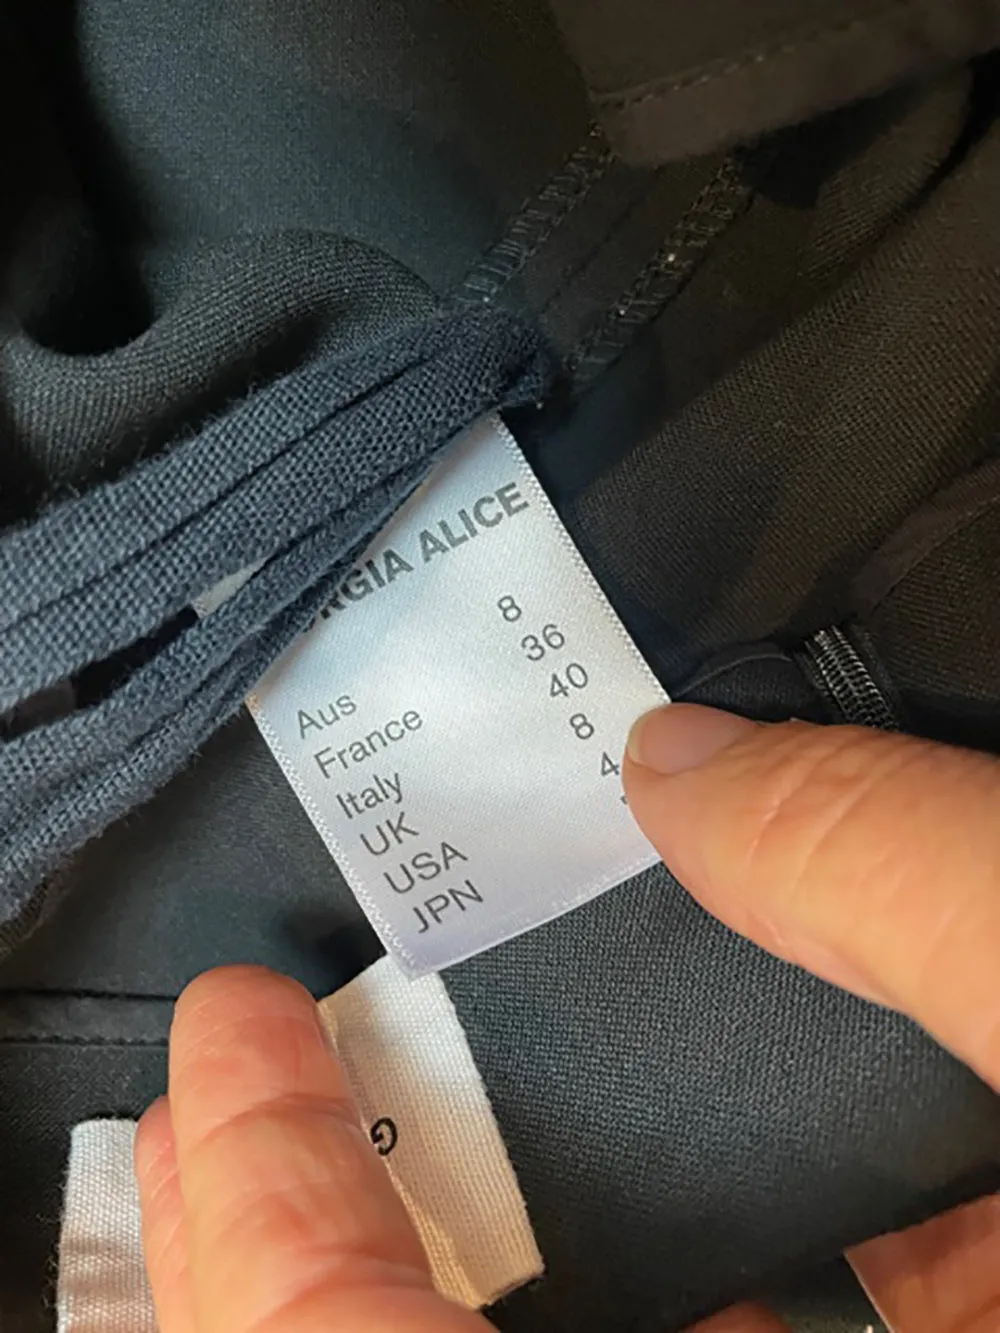 RGIA ALICE
Aus 8
France 36
Italy 40
UK 8
USA 4
JPN
G